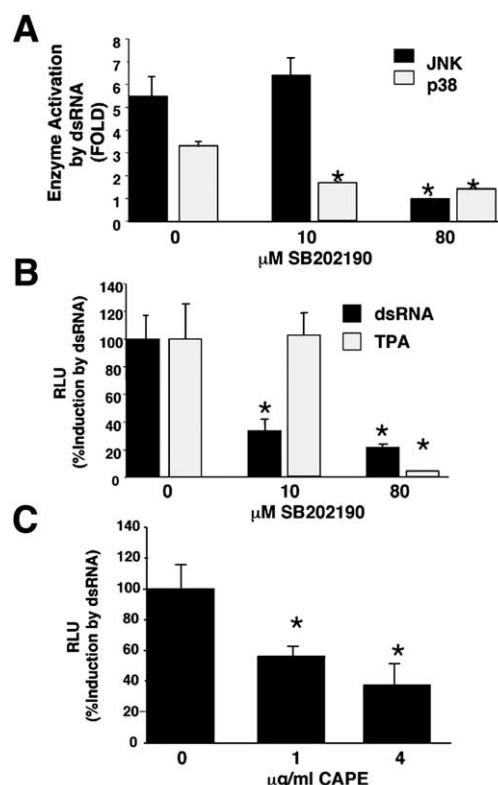 A
Enzyme Activation
by dsRNA
(FOLD)
8
7
6
5
4
3
2
1
0
JNK
p38
*
*
*
0
10
80
µM SB202190
B
RLU
(%Induction by dsRNA)
140
120
100
80
60
40
20
0
dsRNA
TPA
*
*
*
0
10
80
µM SB202190
C
RLU
(%Induction by dsRNA)
140
120
100
80
60
40
20
0
*
*
0
1
4
µg/ml CAPE